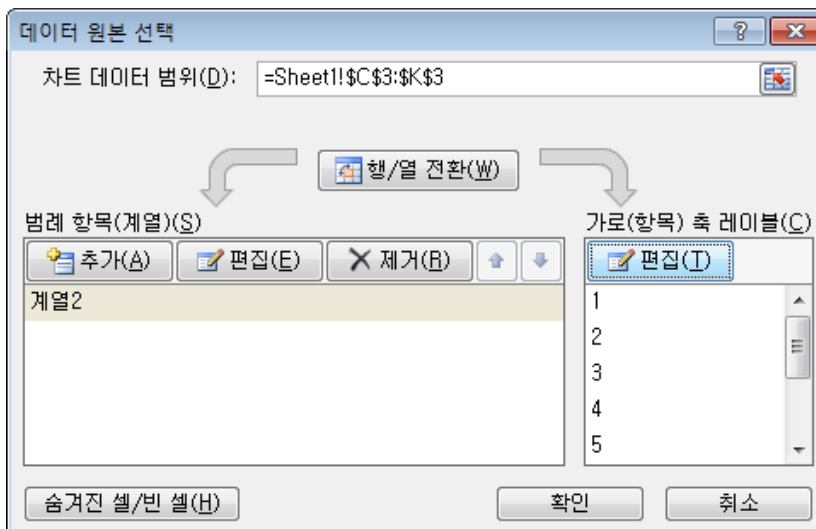 데이터 원본 선택
차트 데이터 범위(D): =Sheet1!$C$3:$K$3
행/열 전환(W)
범례 항목(계열)(S)
추가(A) 편집(E) 제거(R)
계열2
가로(항목) 축 레이블(C)
편집(T)
1
2
3
4
5
숨겨진 셀/빈 셀(H) 확인 취소